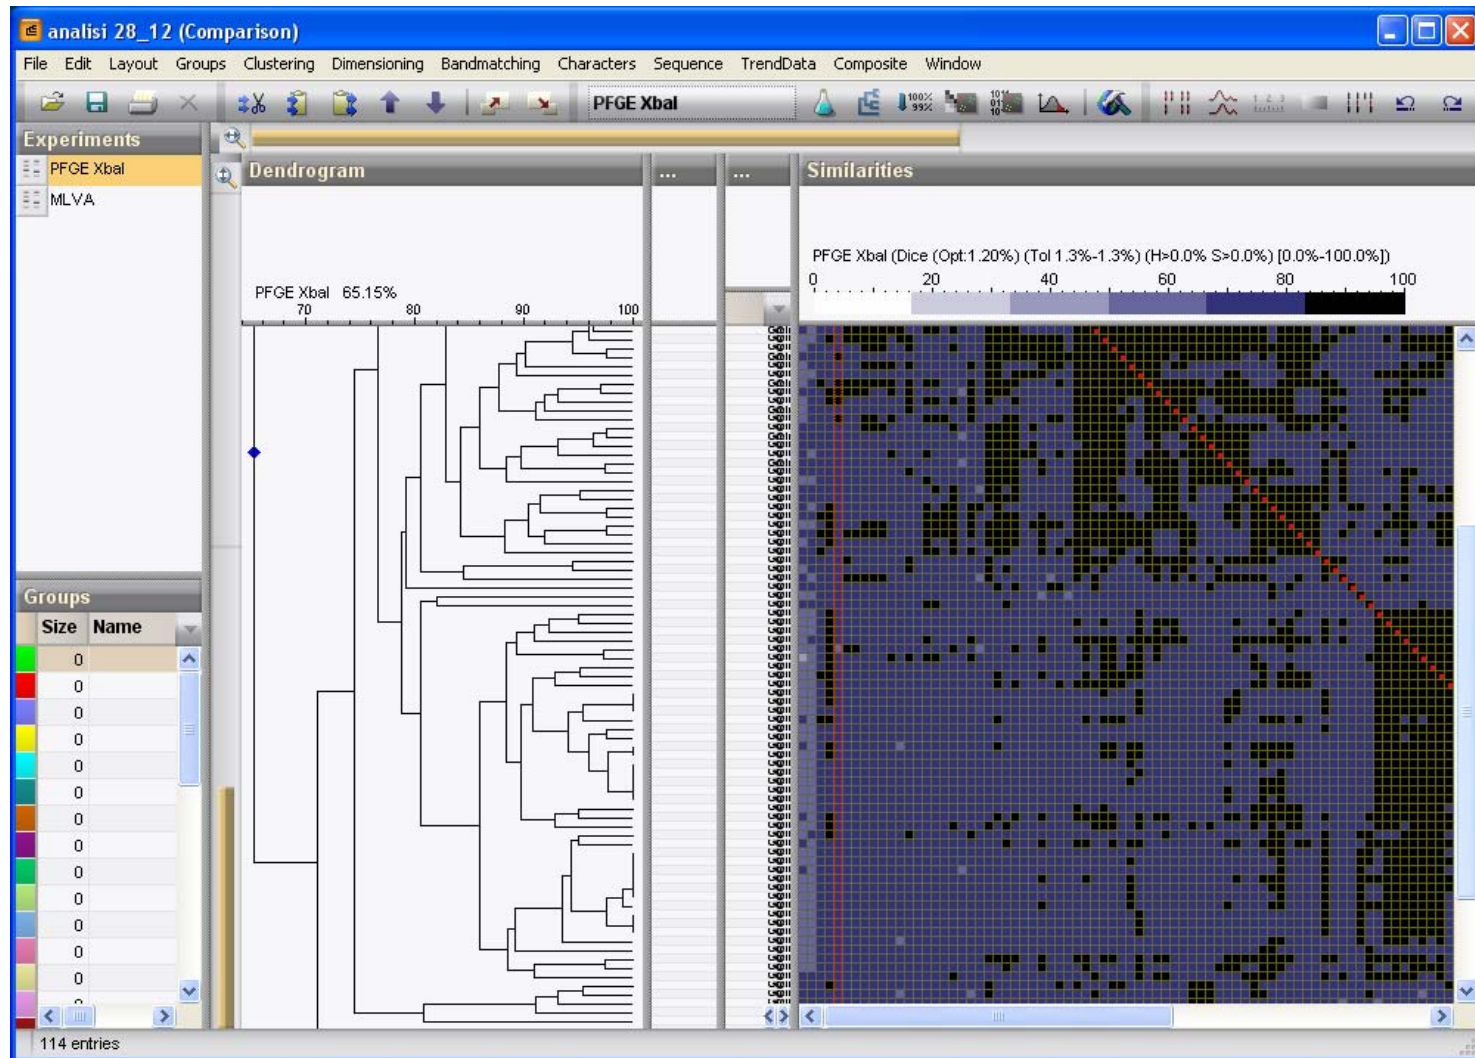 analisi 28_12 (Comparison)
File Edit Layout Groups Clustering Dimensioning Bandmatching Characters Sequence TrendData Composite Window
PFGE XbaI
Experiments
PFGE XbaI
MLVA
Dendrogram
...
...
Similarities
PFGE XbaI 65.15%
70 80 90 100
PFGE XbaI (Dice (Opt:1.20%) (Tol 1.3%-1.3%) (H>0.0% S>0.0%) [0.0%-100.0%])
0 20 40 60 80 100
Groups
Size Name
0
0
0
0
0
0
0
0
0
0
0
0
0
114 entries